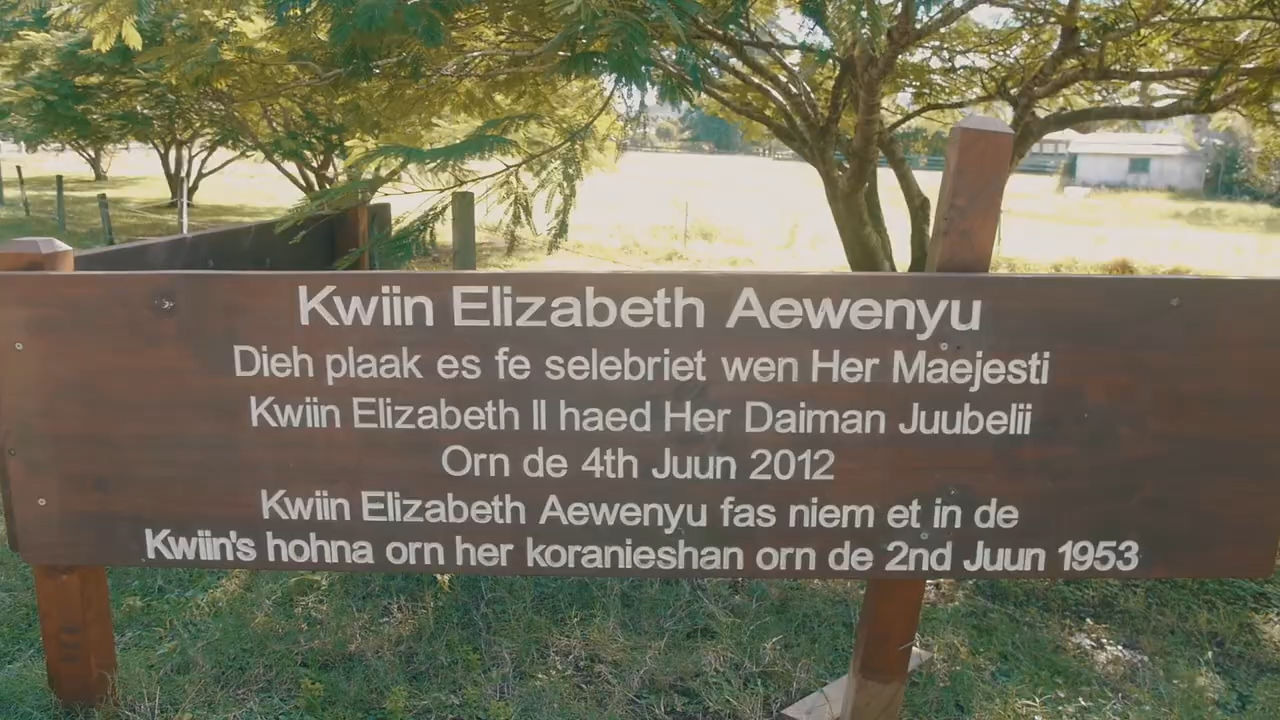 Kwiin Elizabeth Aewenyu
Dieh plaak es fe selebriet wen Her Maejesti
Kwiin Elizabeth II haed Her Daiman Juubelii
Orn de 4th Juun 2012
Kwiin Elizabeth Aewenyu fas niem et in de
Kwiin's hohna orn her koranieshan orn de 2nd Juun 1953